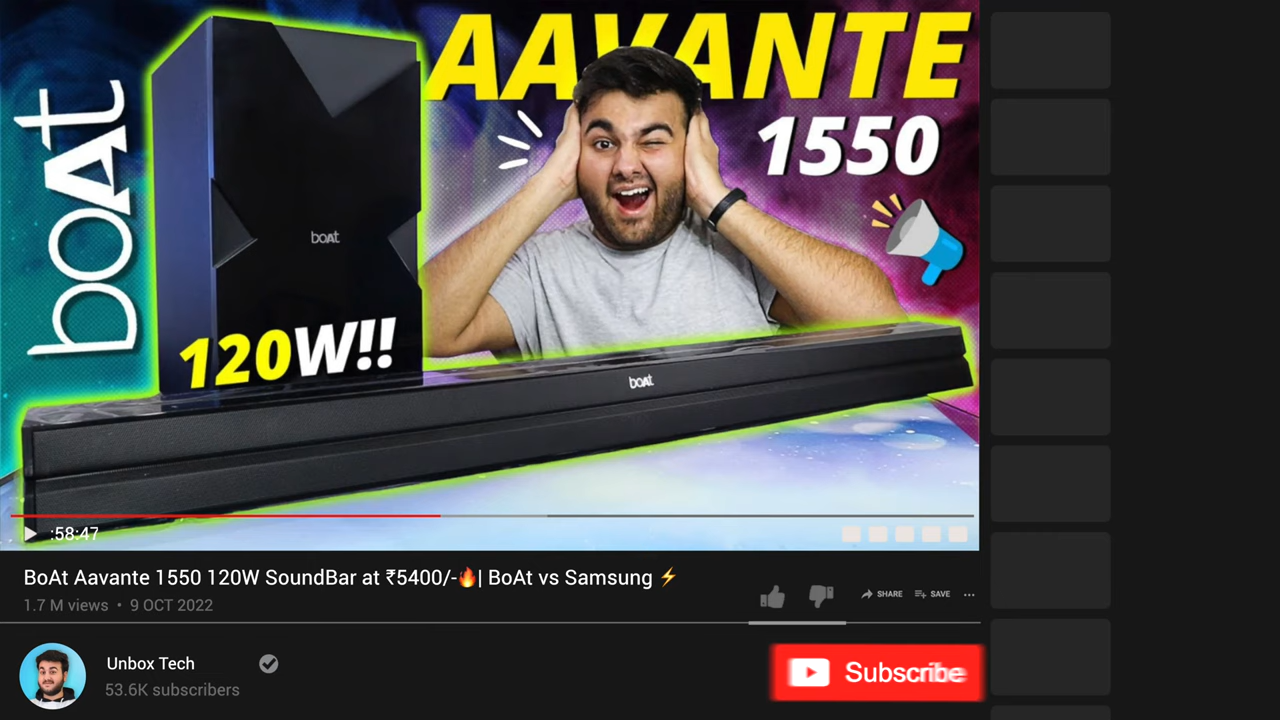 boAt
AAVANTE
1550
boAt
120W!!
boAt
:58:47
BoAt Aavante 1550 120W SoundBar at ₹5400/-🔥| BoAt vs Samsung ⚡
1.7 M views • 9 OCT 2022
SHARE SAVE ...
Unbox Tech
53.6K subscribers
Subscribe